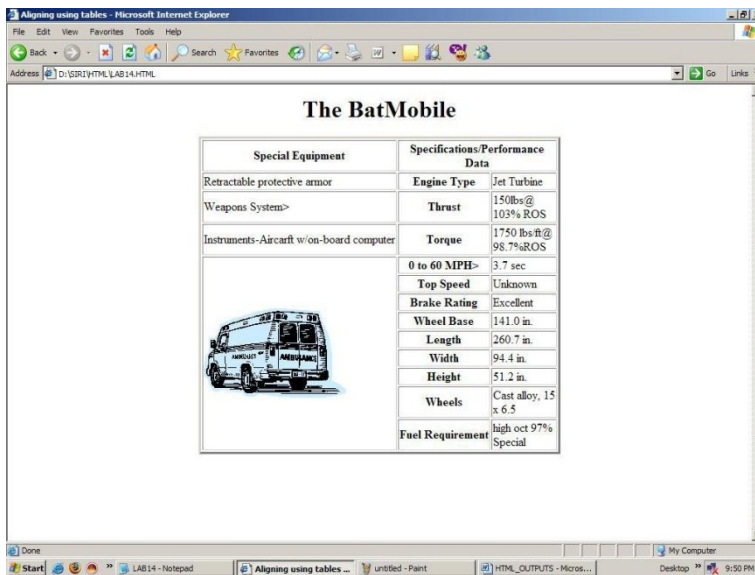 Aligning using tables - Microsoft Internet Explorer
File Edit View Favorites Tools Help
Back Search Favorites
Address D:\SIRI\HTML\LAB14.HTML Go Links
The BatMobile
Special Equipment
Specifications/Performance
Data
Retractable protective armor
Engine Type
Jet Turbine
Weapons System>
Thrust
150lbs@
103% ROS
Instruments-Aircarft w/on-board computer
Torque
1750 lbs/ft@
98.7%ROS
AMBULANCE
AMBULANCE
0 to 60 MPH> 3.7 sec
Top Speed Unknown
Brake Rating Excellent
Wheel Base 141.0 in.
Length 260.7 in.
Width 94.4 in.
Height 51.2 in.
Wheels
Cast alloy, 15
x 6.5
Fuel Requirement
high oct 97%
Special
Done My Computer
Start LAB14 - Notepad Aligning using tables ... untitled - Paint HTML_OUTPUTS - Micros... Desktop » 9:50 PM